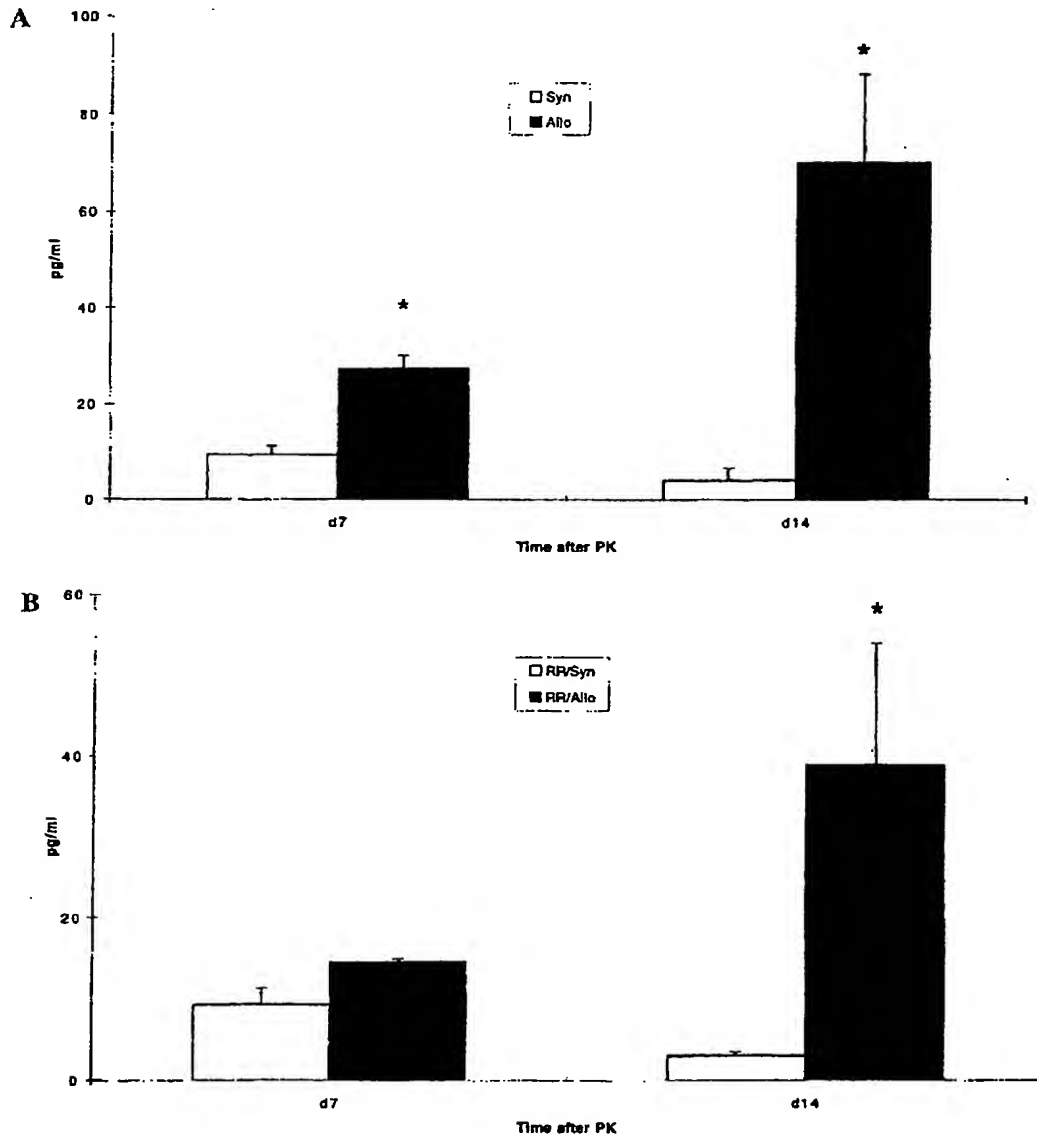 A
100
80
60
40
20
0
pg/ml
Syn
Allo
*
*
d7
d14
Time after PK
B
60
40
20
0
pg/ml
RR/Syn
RR/Allo
*
d7
d14
Time after PK